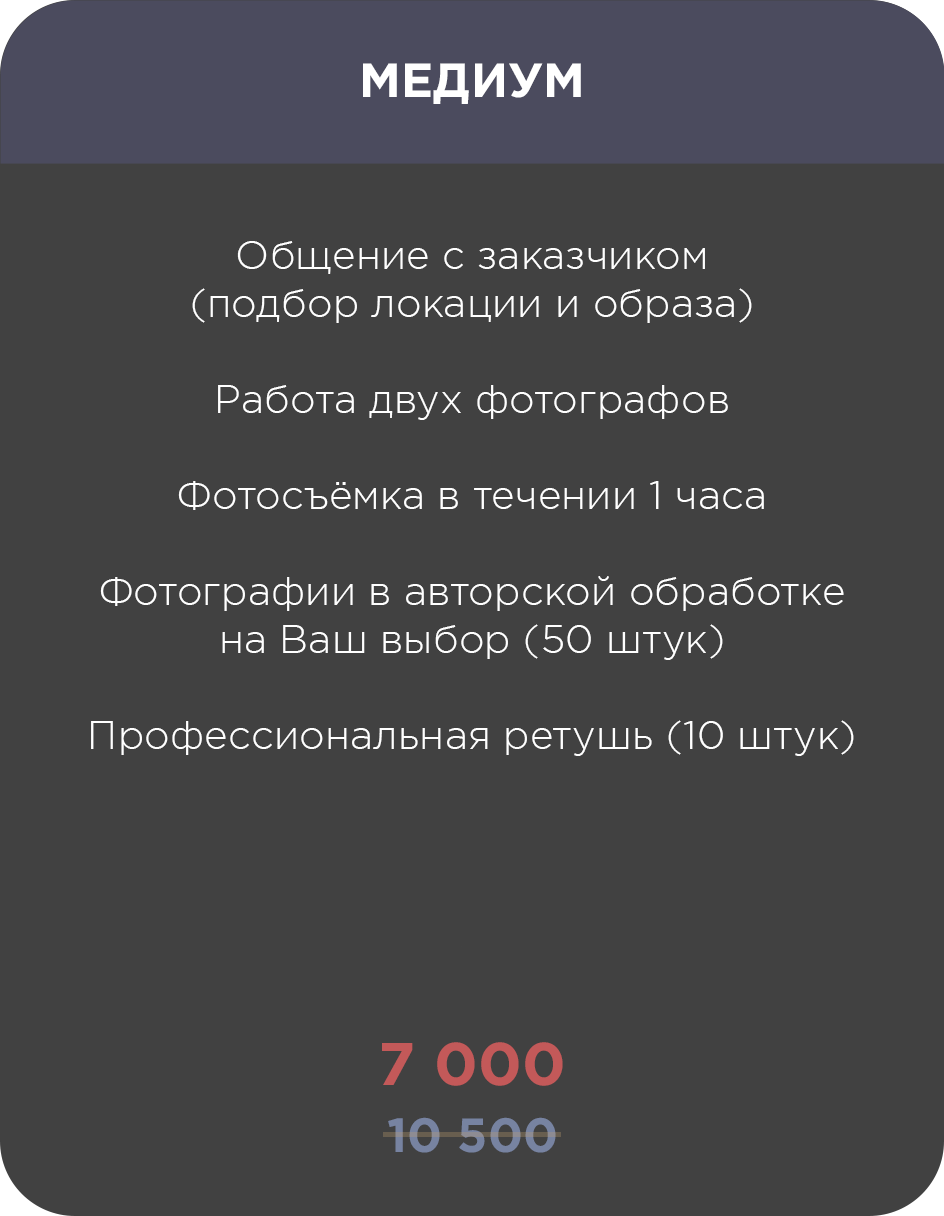 МЕДИУМ
Общение с заказчиком
(подбор локации и образа)
Работа двух фотографов
Фотосъёмка в течении 1 часа
Фотографии в авторской обработке
на Ваш выбор (50 штук)
Профессиональная ретушь (10 штук)
7 000
10 500